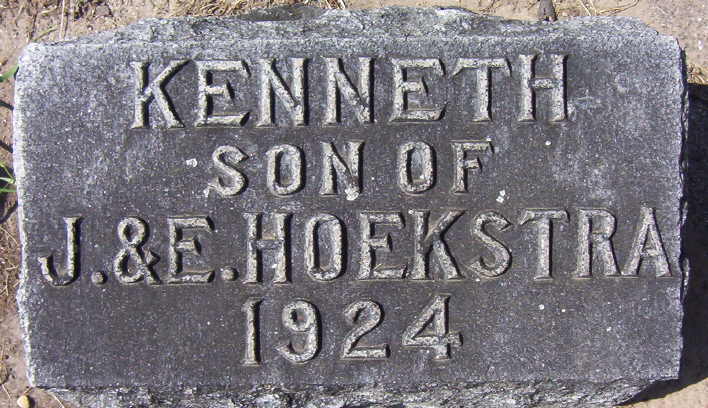 KENNETH
SON OF
J. & E. HOEKSTRA
1924